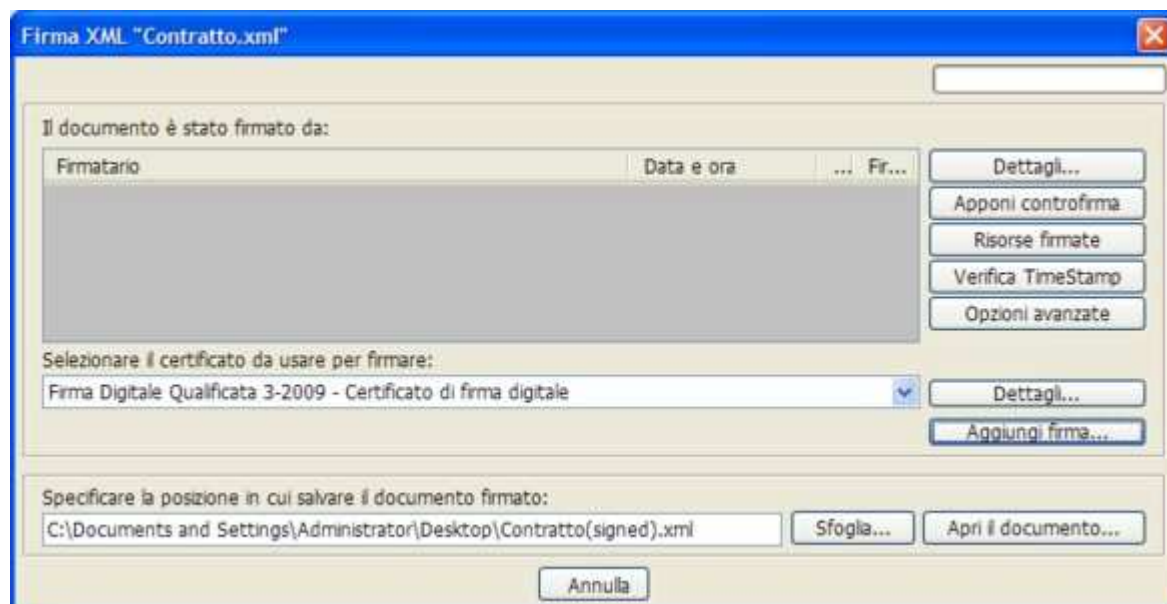 Firma XML "Contratto.xml"
Il documento è stato firmato da:
Firmatario Data e ora ... Fir...
Dettagli...
Apponi controfirma
Risorse firmate
Verifica TimeStamp
Opzioni avanzate
Selezionare il certificato da usare per firmare:
Firma Digitale Qualificata 3-2009 - Certificato di firma digitale
Dettagli...
Aggiungi firma...
Specificare la posizione in cui salvare il documento firmato:
C:\Documents and Settings\Administrator\Desktop\Contratto(signed).xml
Sfoglia...
Apri il documento...
Annulla